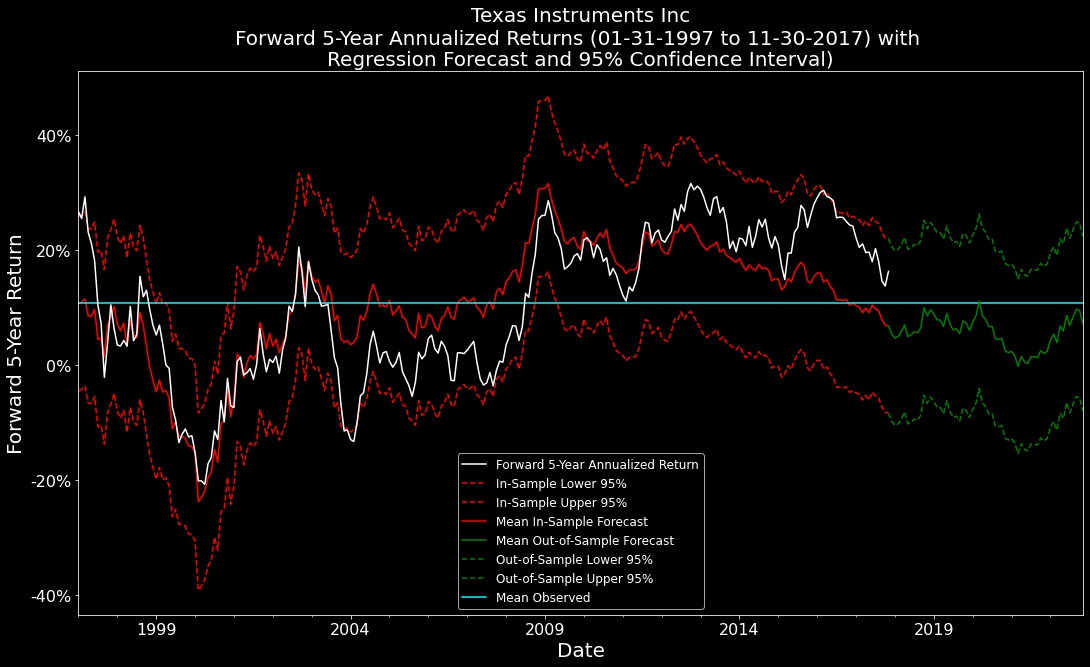 Texas Instruments Inc
Forward 5-Year Annualized Returns (01-31-1997 to 11-30-2017) with
Regression Forecast and 95% Confidence Interval)
Forward 5-Year Return
40%
20%
0%
-20%
-40%
Forward 5-Year Annualized Return
In-Sample Lower 95%
In-Sample Upper 95%
Mean In-Sample Forecast
Mean Out-of-Sample Forecast
Out-of-Sample Lower 95%
Out-of-Sample Upper 95%
Mean Observed
1999 2004 2009 2014 2019
Date